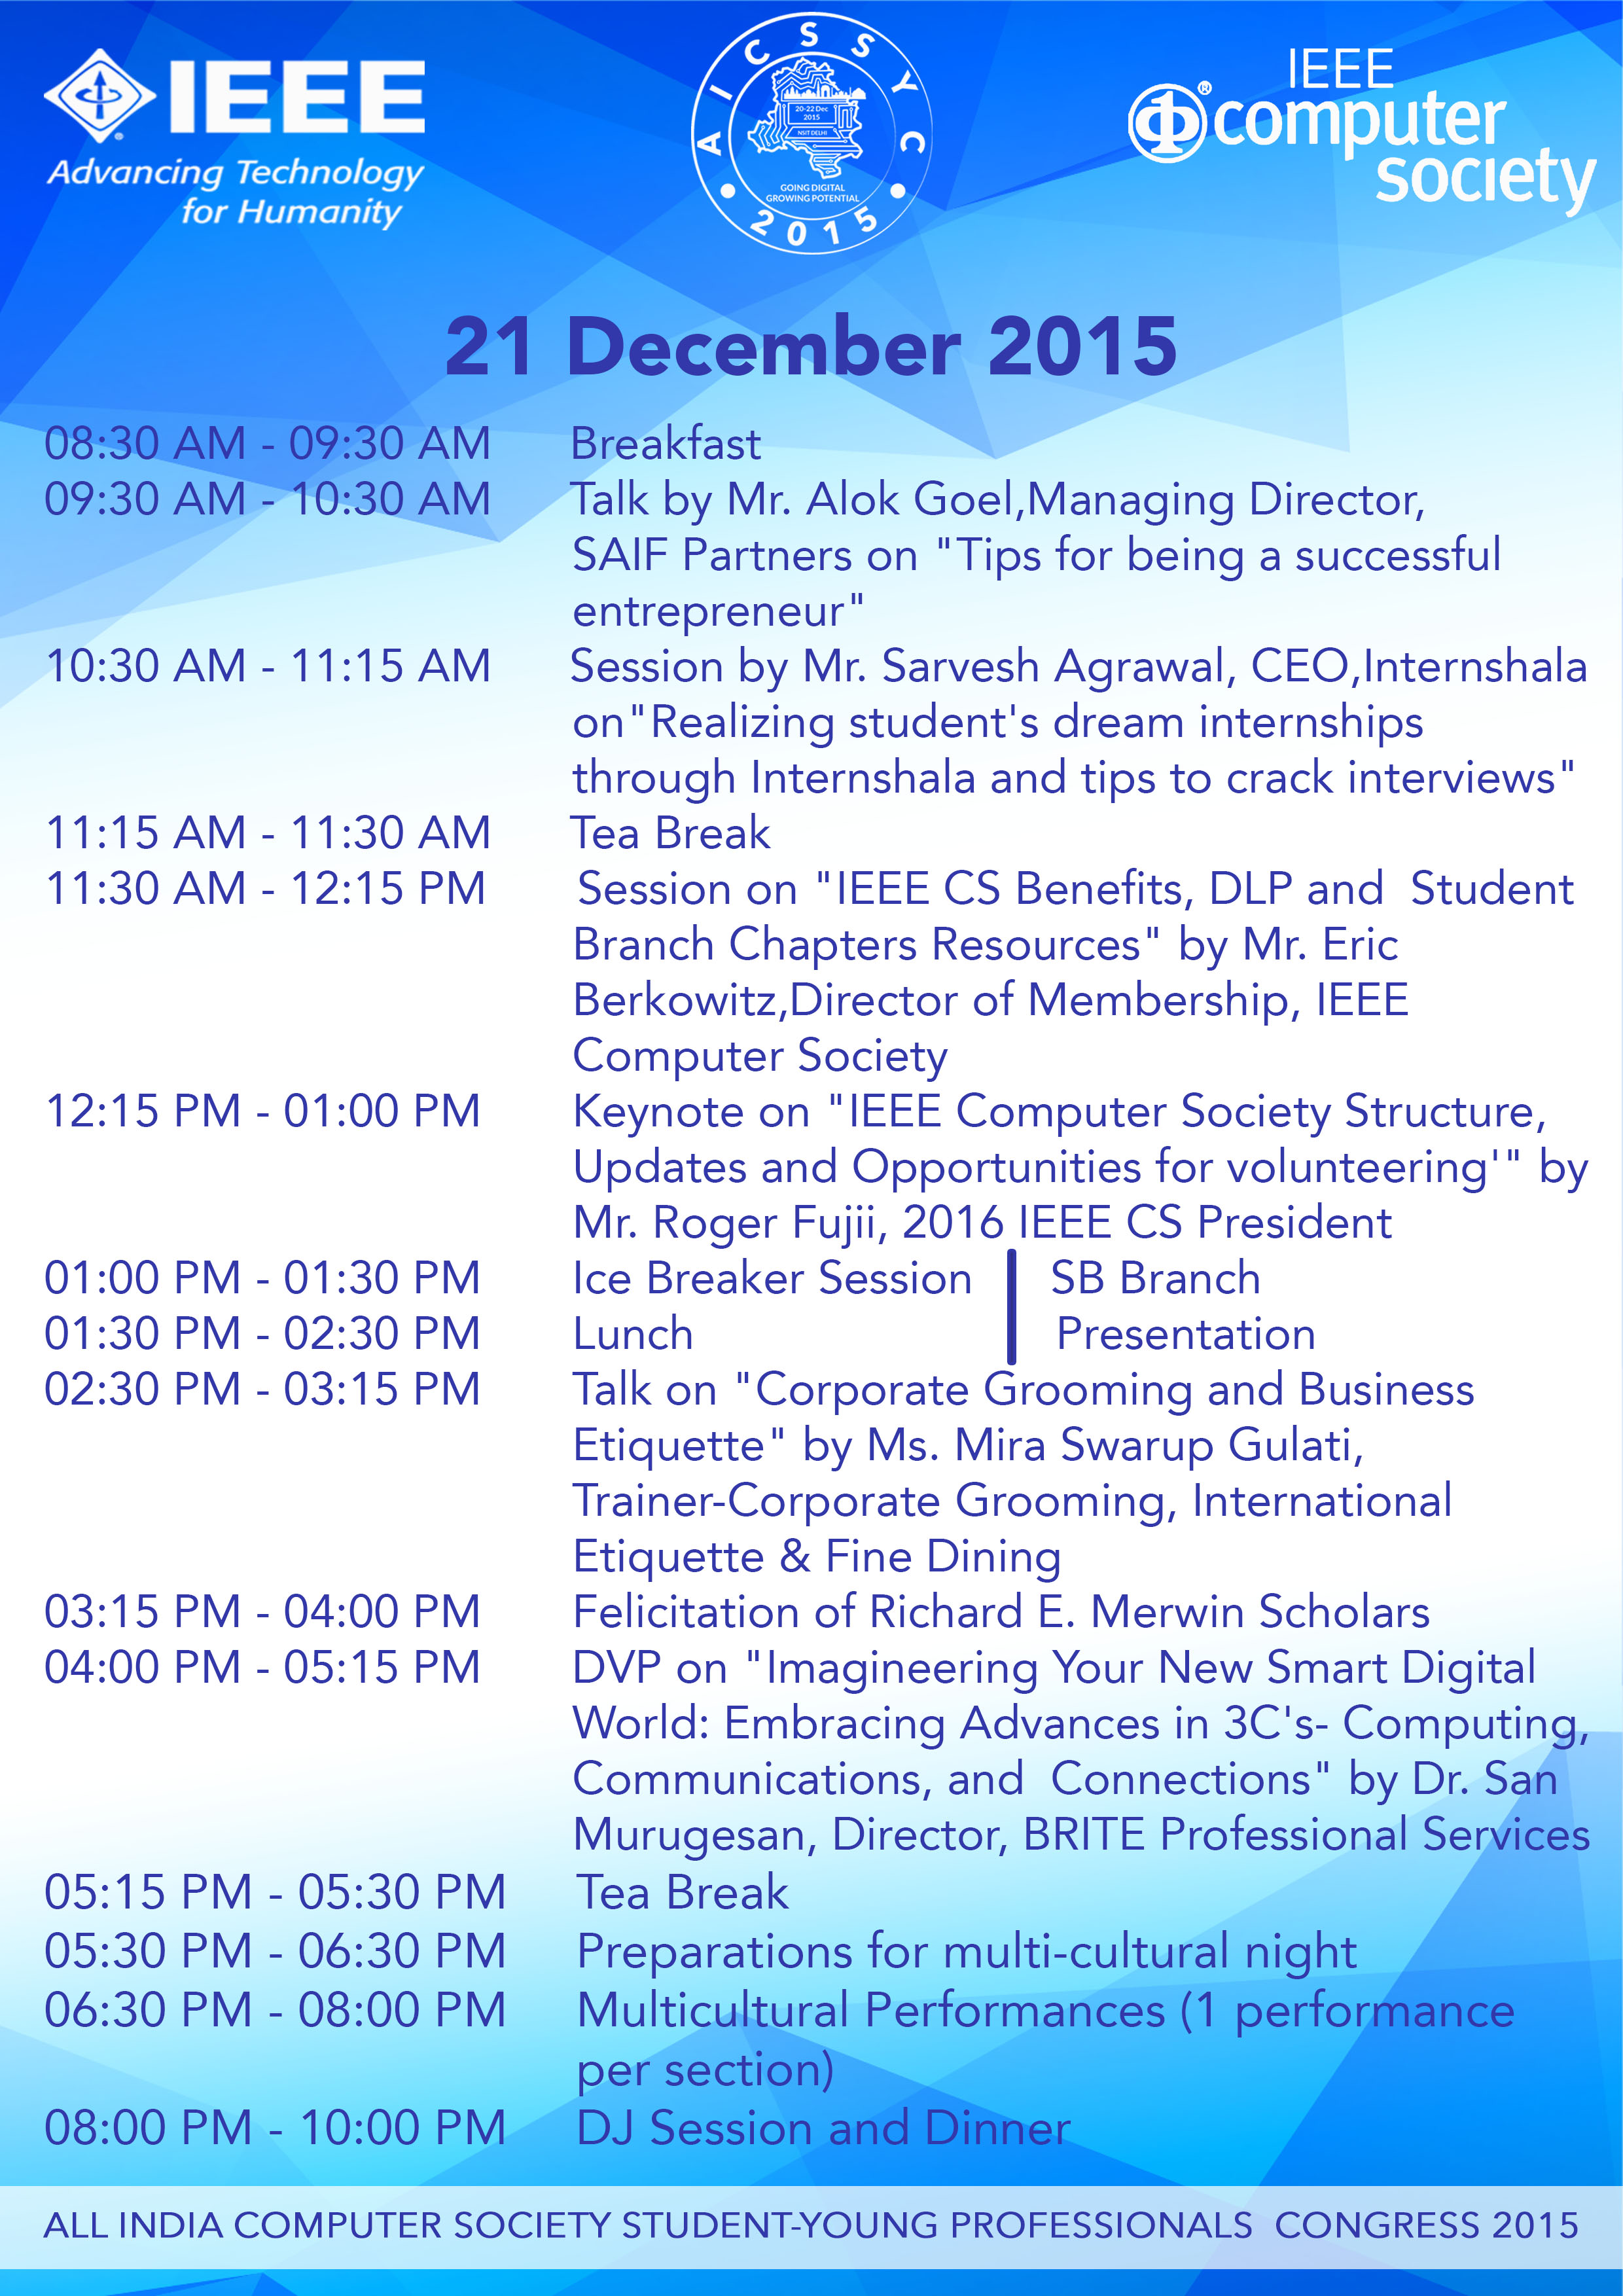 IEEE
Advancing Technology
for Humanity
AICSSYC
20-22 Dec
2015
NSIT DELHI
GOING DIGITAL
GROWING POTENTIAL
2015
IEEE
computer
society
®
21 December 2015
08:30 AM - 09:30 AM Breakfast
09:30 AM - 10:30 AM Talk by Mr. Alok Goel,Managing Director,
SAIF Partners on "Tips for being a successful
entrepreneur"
10:30 AM - 11:15 AM Session by Mr. Sarvesh Agrawal, CEO,Internshala
on"Realizing student's dream internships
through Internshala and tips to crack interviews"
11:15 AM - 11:30 AM Tea Break
11:30 AM - 12:15 PM Session on "IEEE CS Benefits, DLP and Student
Branch Chapters Resources" by Mr. Eric
Berkowitz,Director of Membership, IEEE
Computer Society
12:15 PM - 01:00 PM Keynote on "IEEE Computer Society Structure,
Updates and Opportunities for volunteering'" by
Mr. Roger Fujii, 2016 IEEE CS President
01:00 PM - 01:30 PM Ice Breaker Session SB Branch
01:30 PM - 02:30 PM Lunch Presentation
02:30 PM - 03:15 PM Talk on "Corporate Grooming and Business
Etiquette" by Ms. Mira Swarup Gulati,
Trainer-Corporate Grooming, International
Etiquette & Fine Dining
03:15 PM - 04:00 PM Felicitation of Richard E. Merwin Scholars
04:00 PM - 05:15 PM DVP on "Imagineering Your New Smart Digital
World: Embracing Advances in 3C's- Computing,
Communications, and Connections" by Dr. San
Murugesan, Director, BRITE Professional Services
05:15 PM - 05:30 PM Tea Break
05:30 PM - 06:30 PM Preparations for multi-cultural night
06:30 PM - 08:00 PM Multicultural Performances (1 performance
per section)
08:00 PM - 10:00 PM DJ Session and Dinner
ALL INDIA COMPUTER SOCIETY STUDENT-YOUNG PROFESSIONALS CONGRESS 2015